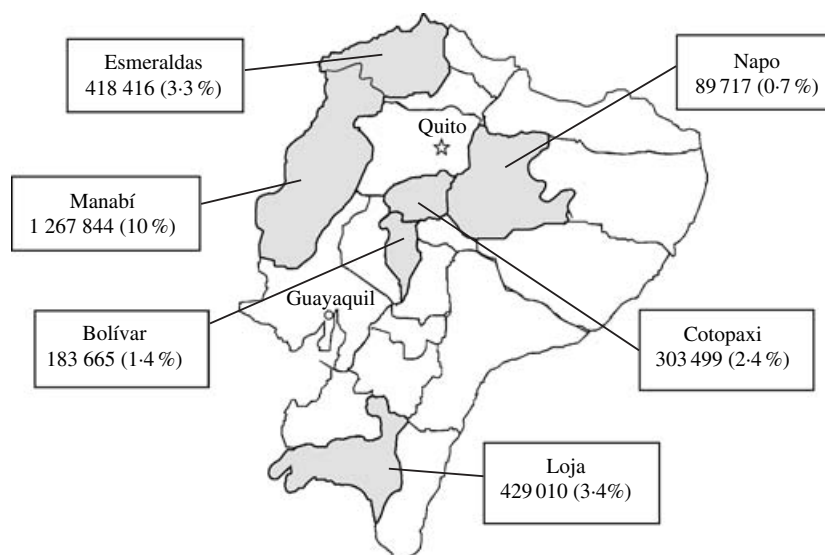 Esmeraldas
418 416 (3·3 %)
Napo
89 717 (0·7 %)
Quito
Manabí
1 267 844 (10 %)
Guayaquil
Bolívar
183 665 (1·4 %)
Cotopaxi
303 499 (2·4 %)
Loja
429 010 (3·4%)